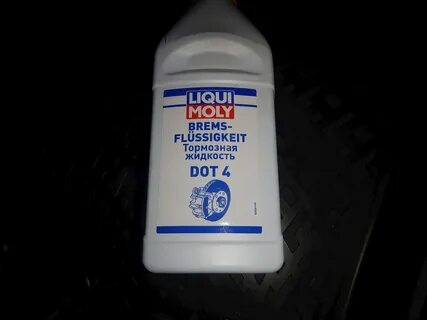 LIQUI
MOLY
BREMS-
FLÜSSIGKEIT
Тормозная
жидкость
DOT 4